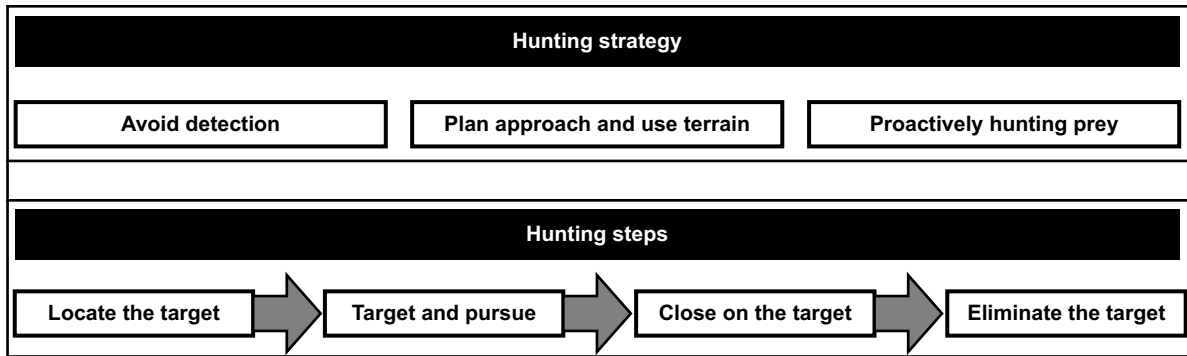 Hunting strategy
Avoid detection
Plan approach and use terrain
Proactively hunting prey
Hunting steps
Locate the target
Target and pursue
Close on the target
Eliminate the target